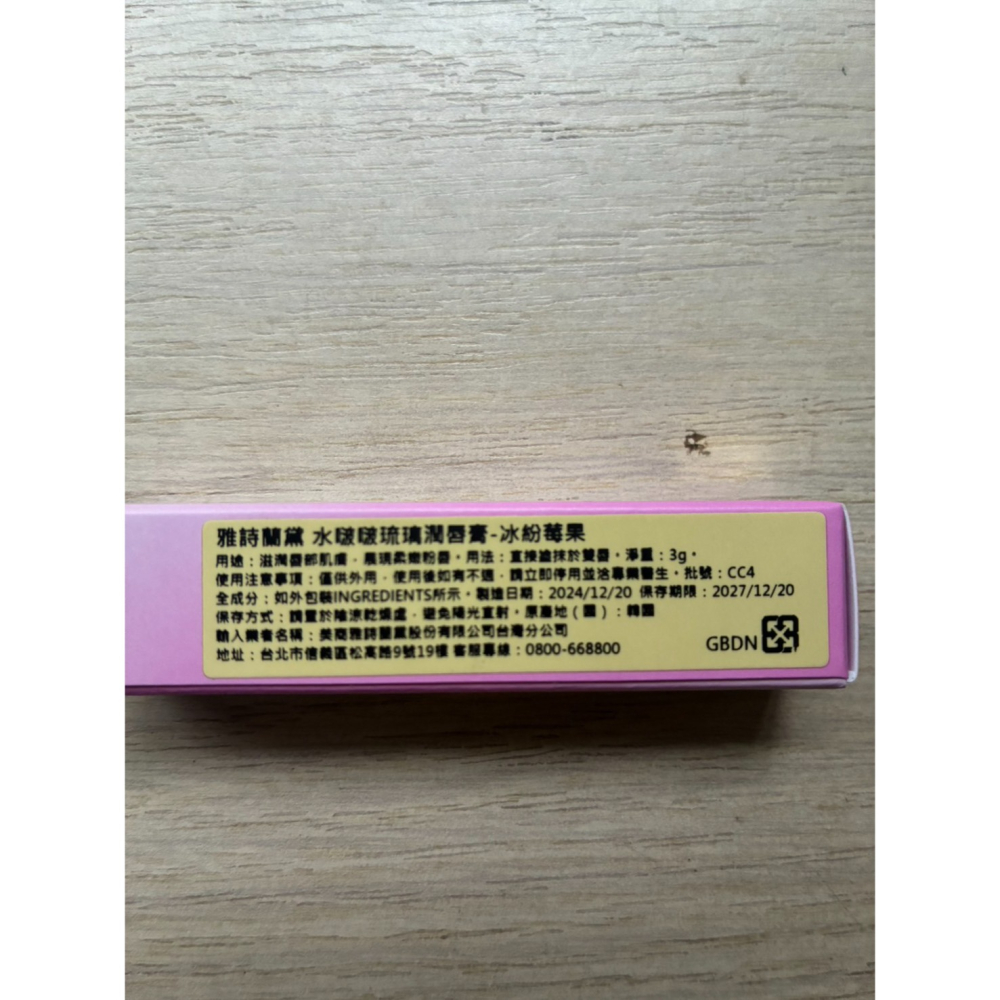 雅詩蘭黛 水啵啵琉璃潤唇膏-冰紛莓果
用途：滋潤唇部肌膚，展現柔嫩粉唇。用法：直接塗抹於雙唇。淨重：3g。
使用注意事項：僅供外用，使用後如有不適，請立即停用並洽專業醫生。批號：CC4
全成分：如外包裝INGREDIENTS所示。製造日期：2024/12/20 保存期限：2027/12/20
保存方式：請置於陰涼乾燥處，避免陽光直射。原產地（國）：韓國
輸入業者名稱：美商雅詩蘭黛股份有限公司台灣分公司
地址：台北市信義區松高路9號19樓 客服專線：0800-668800
GBDN